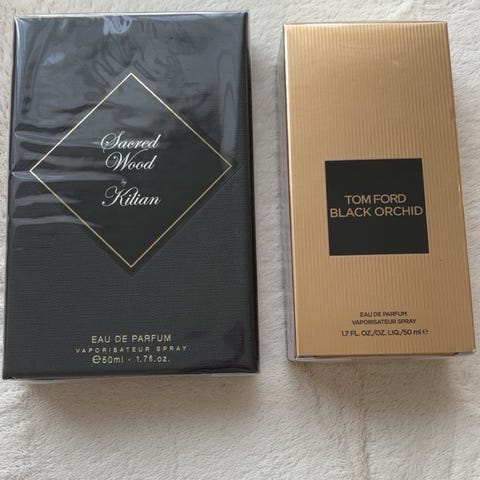 Sacred
Wood
by
Kilian
EAU DE PARFUM
VAPORISATEUR SPRAY
℮50ml - 1.7fl.oz.
TOM FORD
BLACK ORCHID
EAU DE PARFUM
VAPORISATEUR SPRAY
1.7 FL. OZ./OZ. LIQ./50 ml ℮